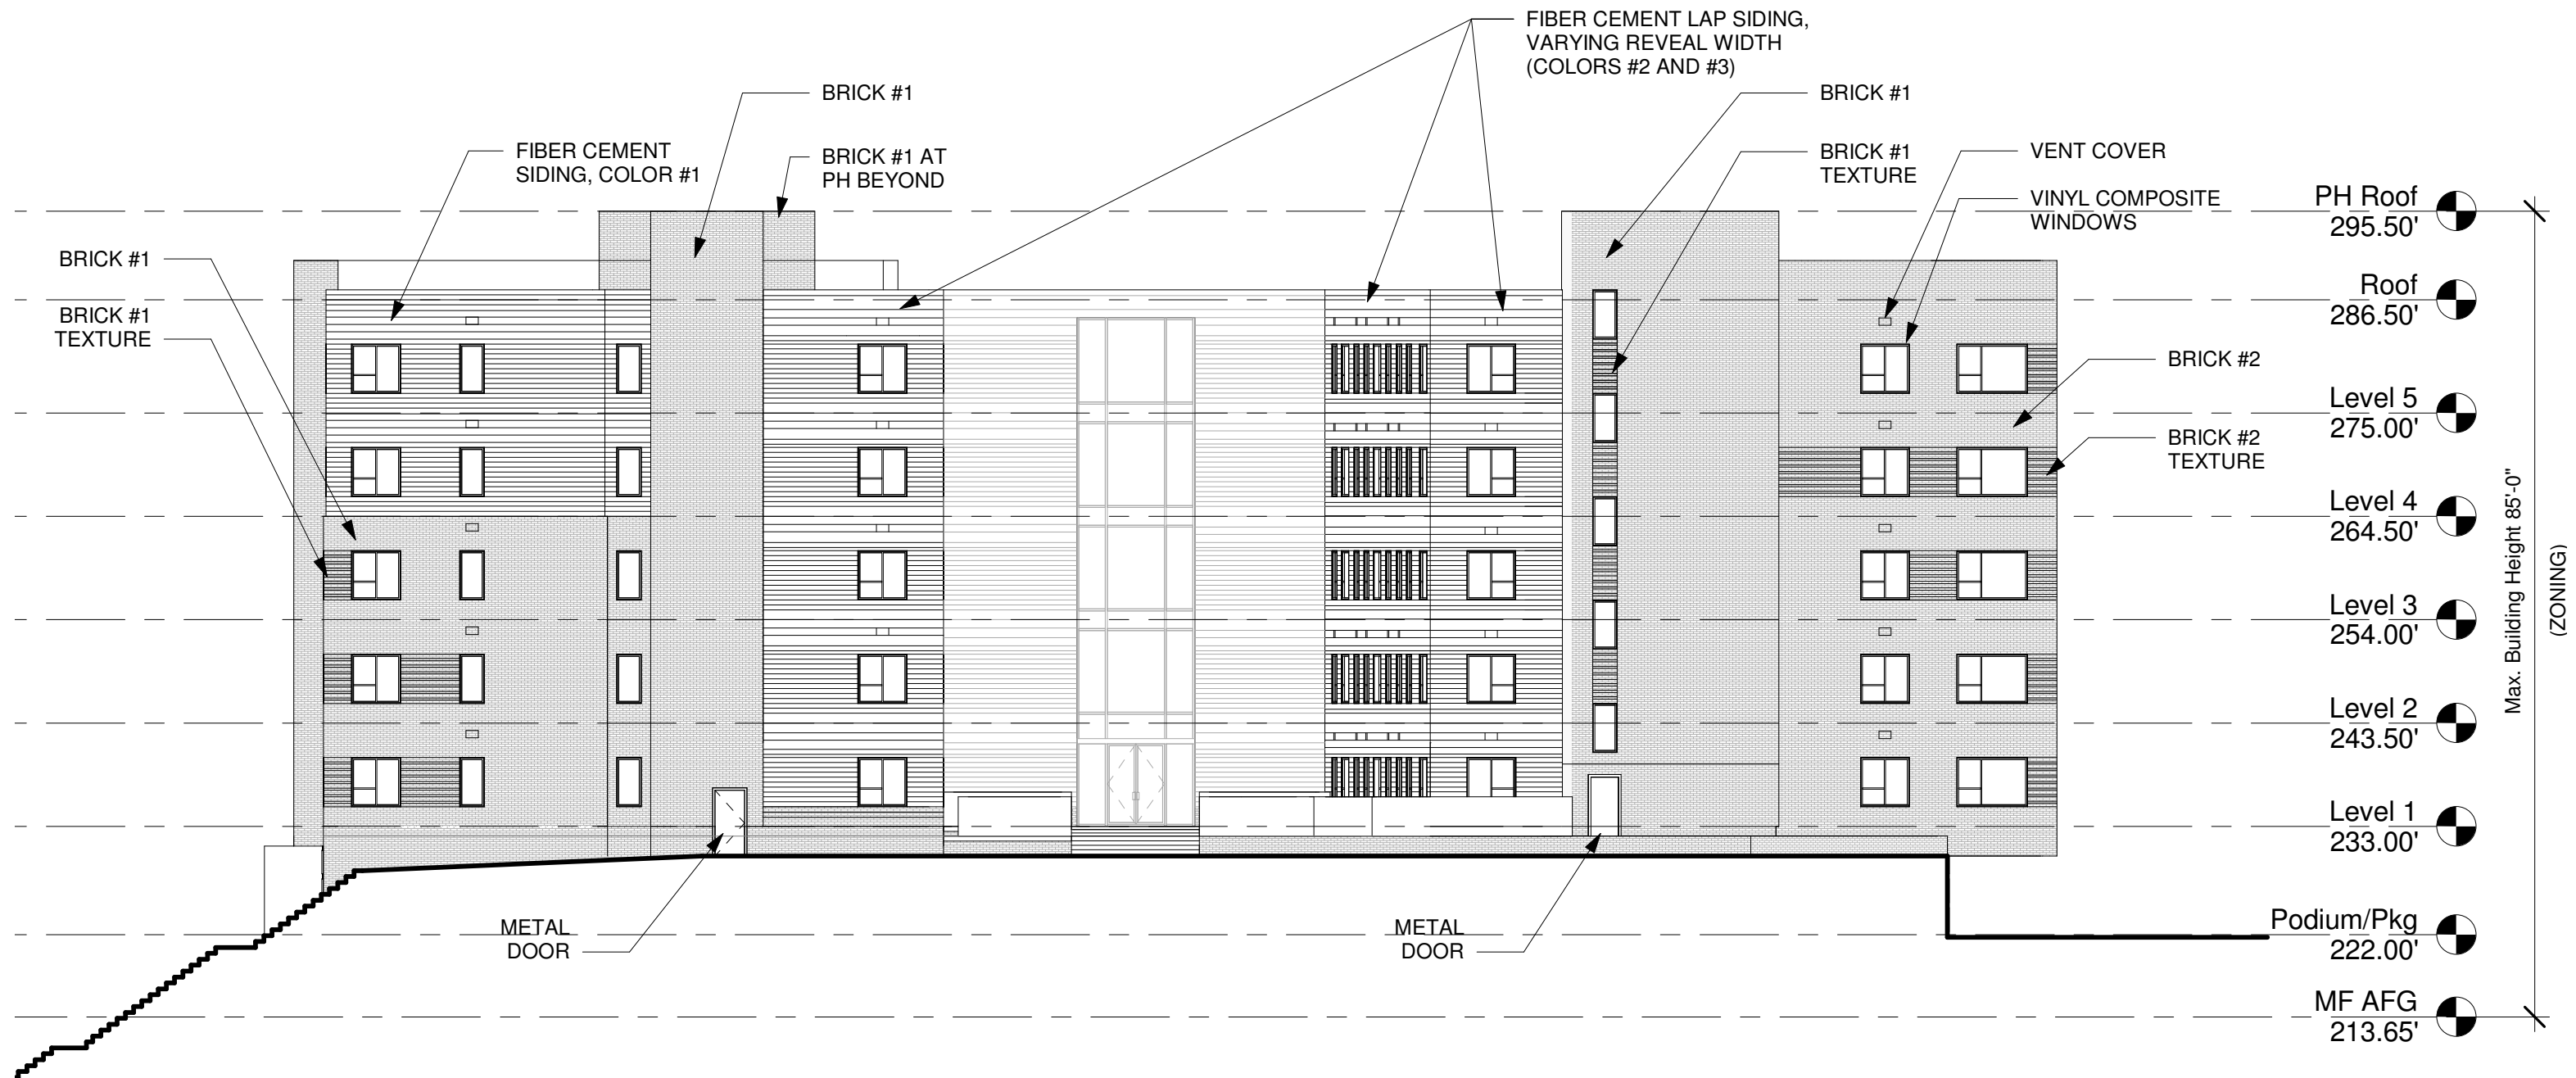 FIBER CEMENT LAP SIDING,
VARYING REVEAL WIDTH
(COLORS #2 AND #3)
BRICK #1
BRICK #1
FIBER CEMENT
SIDING, COLOR #1
BRICK #1 AT
PH BEYOND
BRICK #1
TEXTURE
VENT COVER
VINYL COMPOSITE
WINDOWS
PH Roof
295.50'
BRICK #1
Roof
286.50'
BRICK #1
TEXTURE
BRICK #2
Level 5
275.00'
BRICK #2
TEXTURE
Level 4
264.50'
Max. Building Height 85'-0"
(ZONING)
Level 3
254.00'
Level 2
243.50'
Level 1
233.00'
METAL
DOOR
METAL
DOOR
Podium/Pkg
222.00'
MF AFG
213.65'